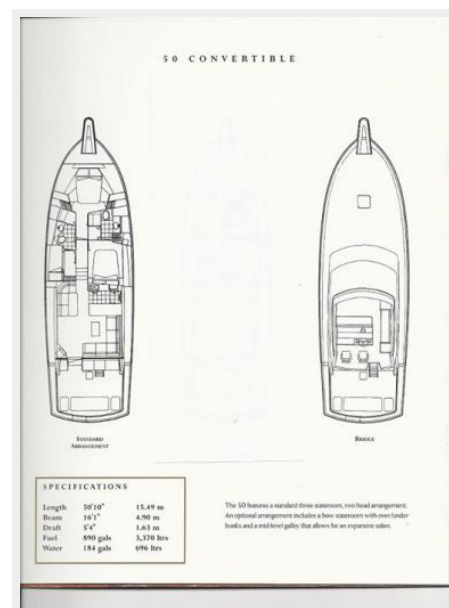 50 CONVERTIBLE
STANDARD
ARRANGEMENT
BRIDGE
SPECIFICATIONS
Length 50'10" 15.49 m
Beam 16'1" 4.90 m
Draft 5'4" 1.63 m
Fuel 890 gals 3,370 ltrs
Water 184 gals 696 ltrs
The 50 features a standard three stateroom, two head arrangement.
An optional arrangement includes a bow stateroom with over/under
bunks and a mid-level galley that allows for an expansive salon.